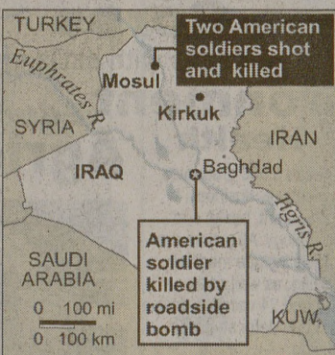 TURKEY
Two American
soldiers shot
and killed
Euphrates R.
Mosul
Kirkuk
SYRIA
IRAN
IRAQ
Baghdad
Tigris R.
American
soldier
killed by
roadside
bomb
SAUDI
ARABIA
0 100 mi
0 100 km
KUW.